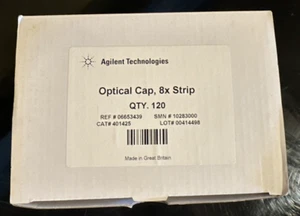 Agilent Technologies
Optical Cap, 8x Strip
QTY. 120
REF # 06653439 SMN # 10283000
CAT# 401425 LOT# 00414498
Made in Great Britain